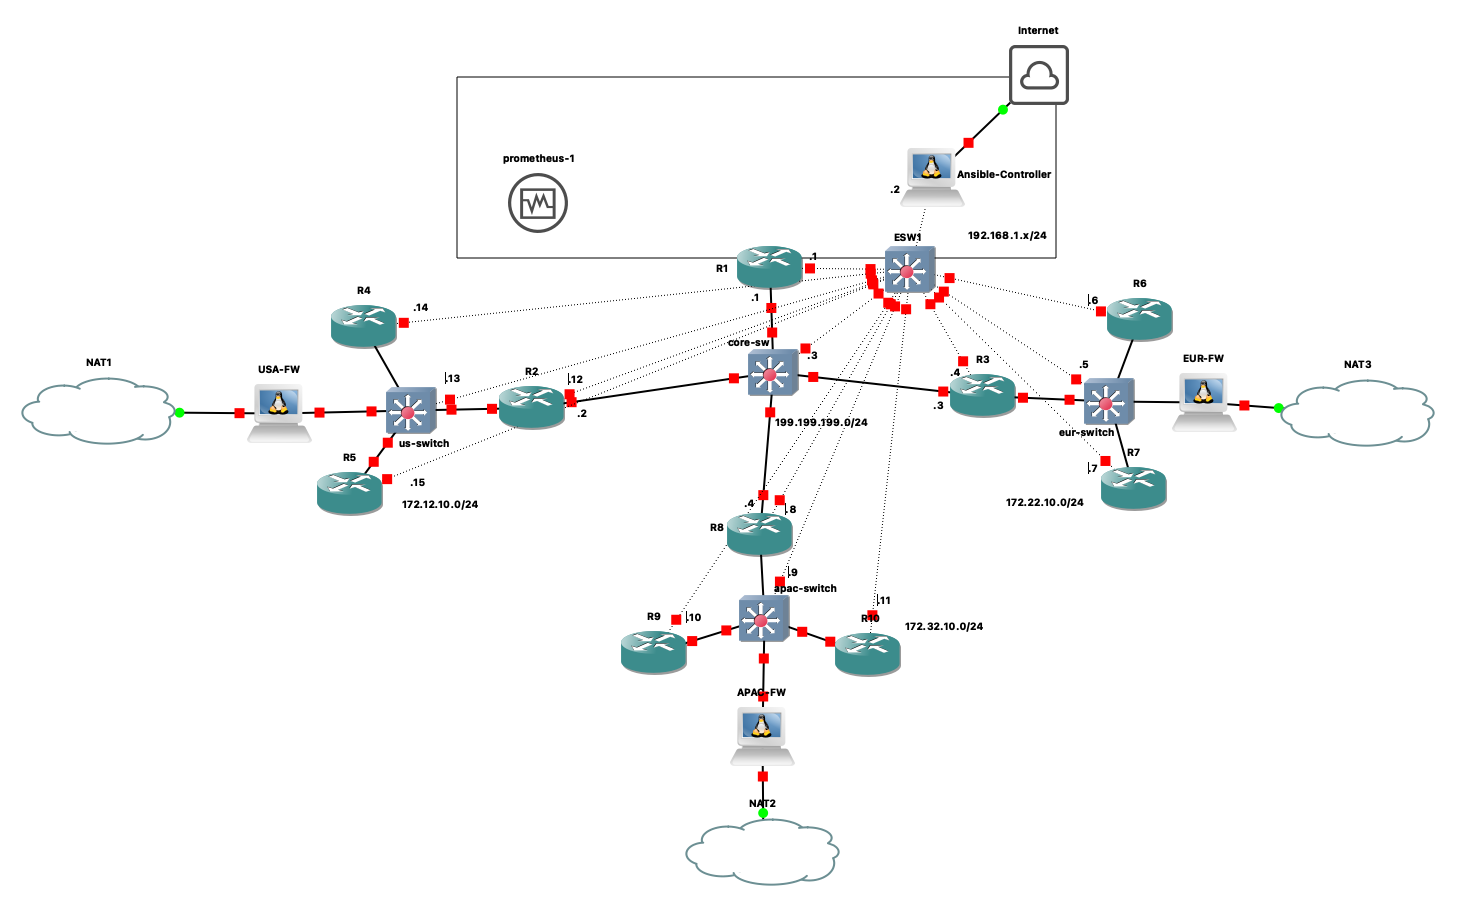 Internet
prometheus-1
Ansible-Controller
.2
192.168.1.x/24
ESW1
R1
.1
.1
R4
.14
R6
.6
core-sw
.3
R3
.4
.3
.5
EUR-FW
NAT3
NAT1
USA-FW
.13
R2
.12
.2
us-switch
199.199.199.0/24
eur-switch
R5
.15
172.12.10.0/24
R7
.7
172.22.10.0/24
.4
.8
R8
.9
apac-switch
R9
.10
.11
R10
172.32.10.0/24
APAC-FW
NAT2